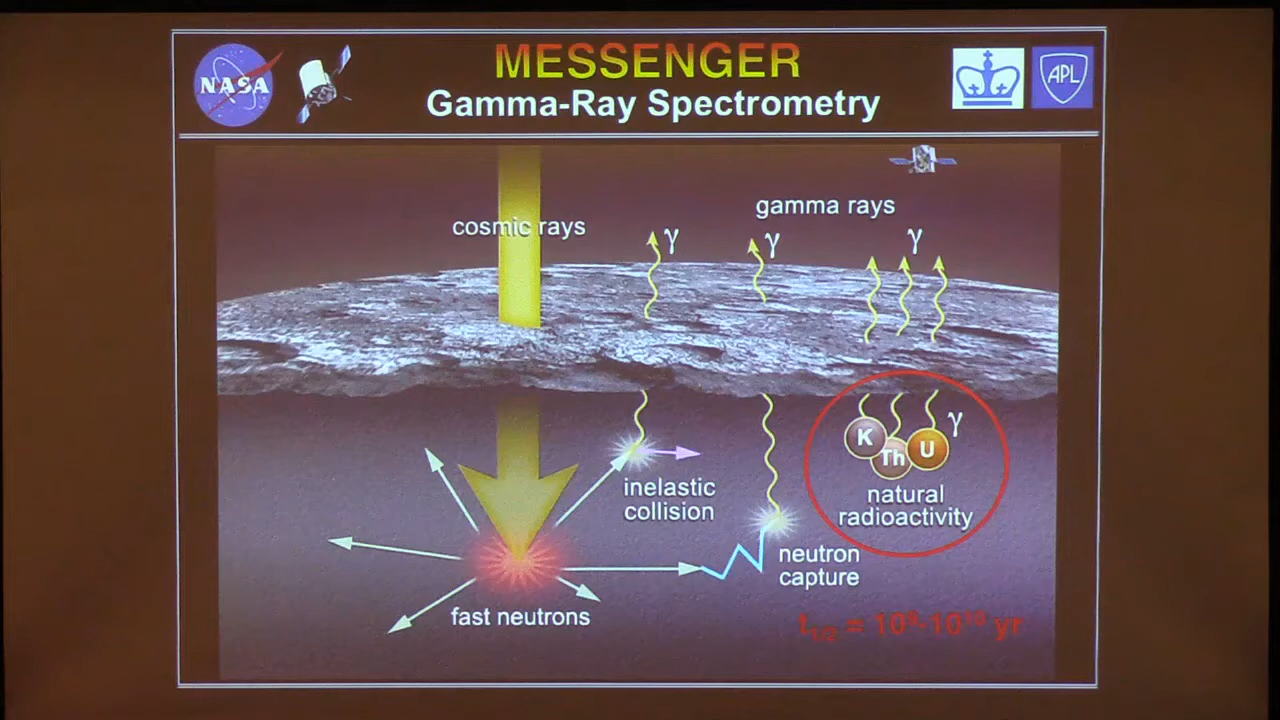 NASA
MESSENGER
Gamma-Ray Spectrometry
APL
cosmic rays
gamma rays
γ
γ
γ
K
Th
U
γ
inelastic
collision
natural
radioactivity
neutron
capture
fast neutrons
t1/2 = 10⁹-10¹⁰ yr